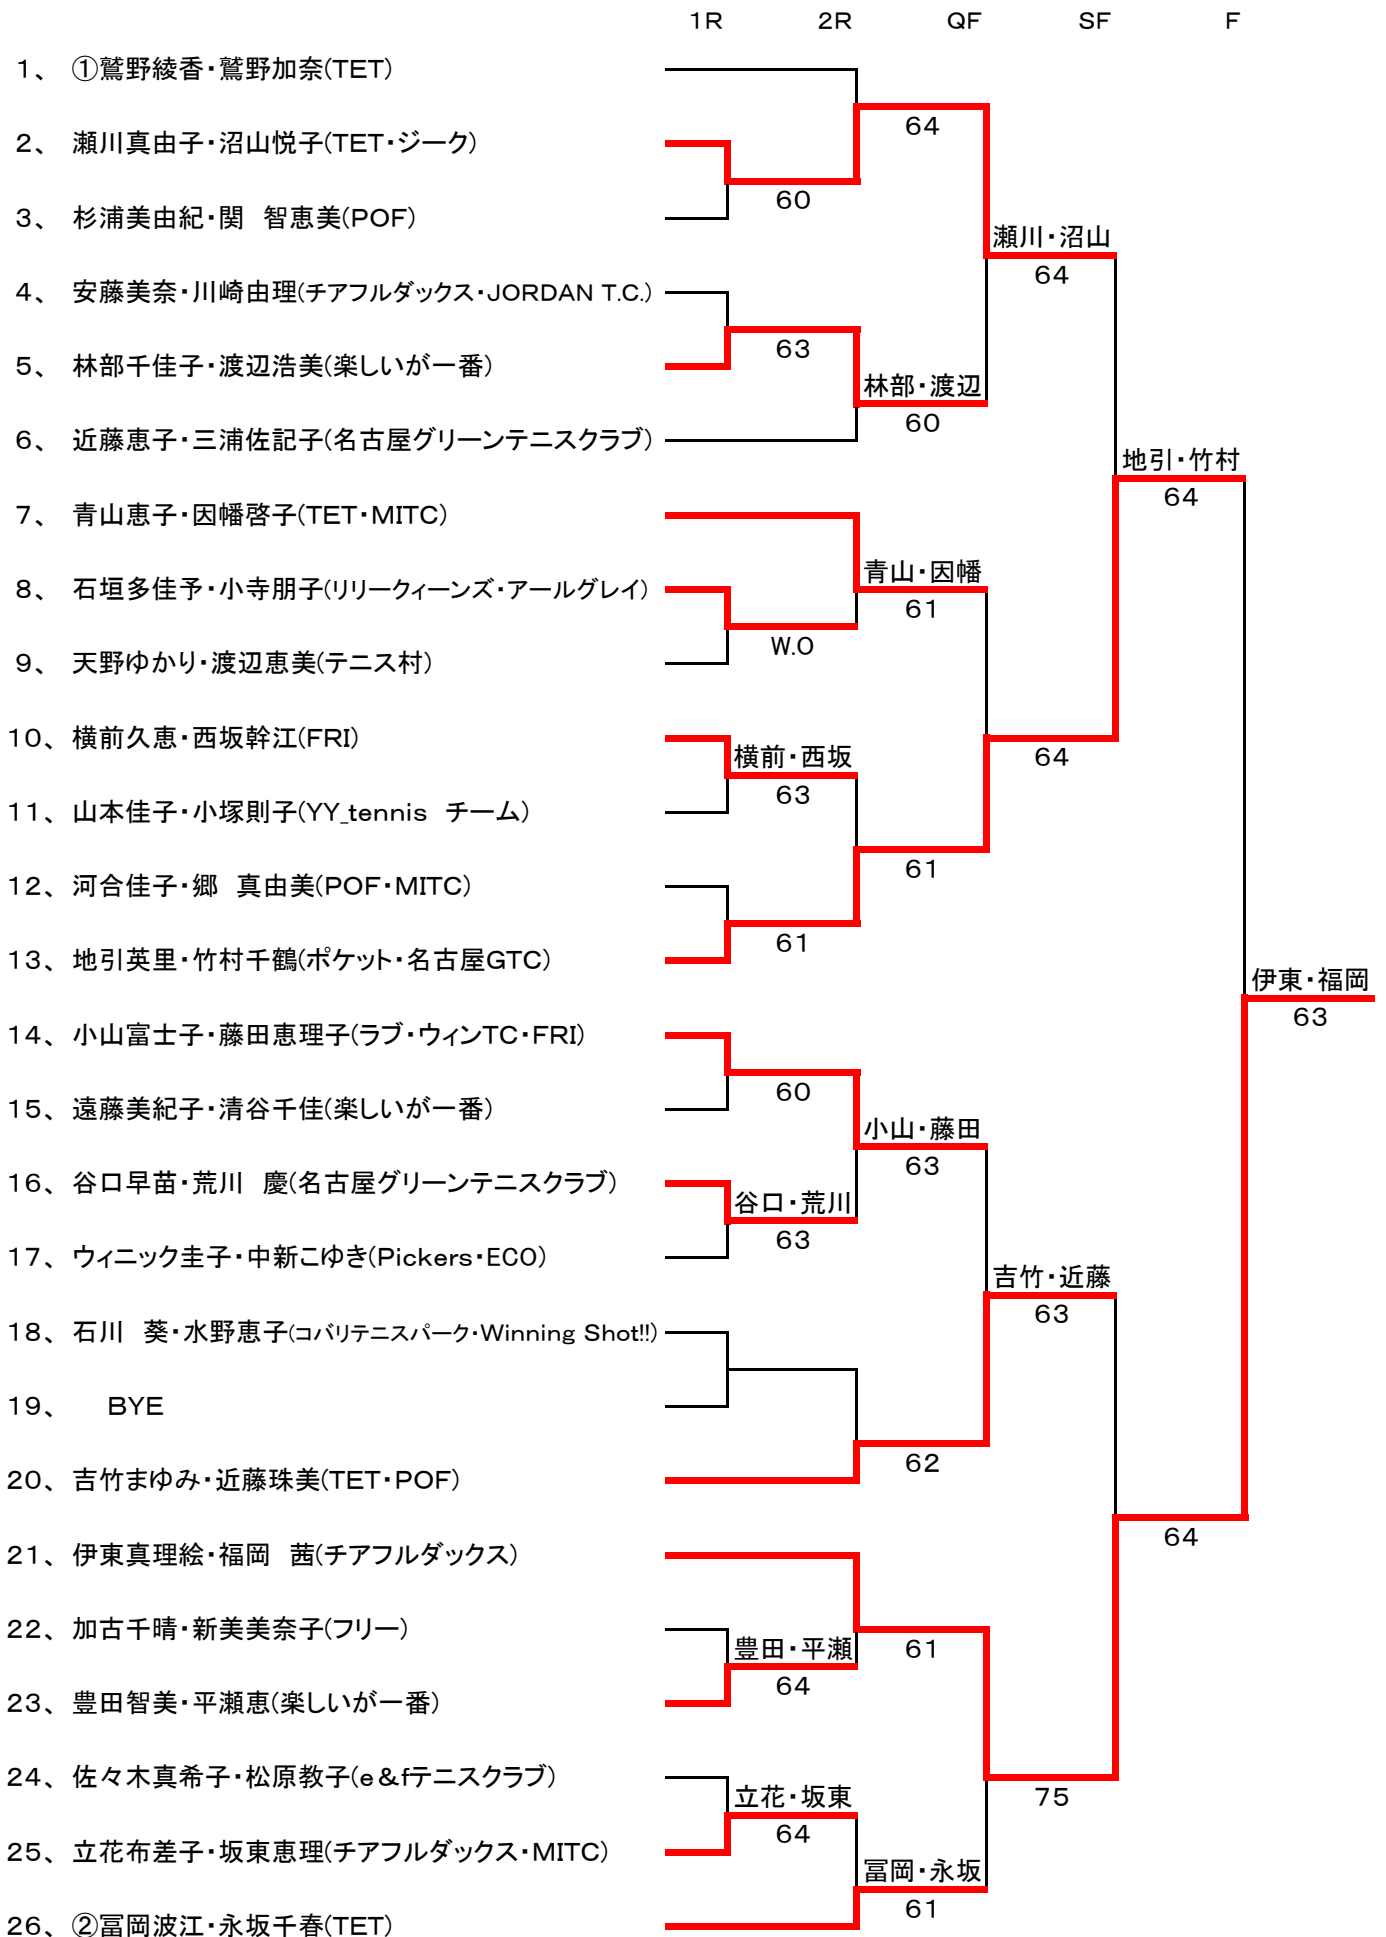 1R 2R QF SF F
1、 ①鷲野綾香・鷲野加奈(TET)
64
2、 瀬川真由子・沼山悦子(TET・ジーク)
60
3、 杉浦美由紀・関　智恵美(POF)
瀬川・沼山
64
4、 安藤美奈・川崎由理(チアフルダックス・JORDAN T.C.)
63
5、 林部千佳子・渡辺浩美(楽しいが一番)
林部・渡辺
60
6、 近藤恵子・三浦佐記子(名古屋グリーンテニスクラブ)
地引・竹村
64
7、 青山恵子・因幡啓子(TET・MITC)
青山・因幡
61
8、 石垣多佳予・小寺朋子(リリークィーンズ・アールグレイ)
W.O
9、 天野ゆかり・渡辺恵美(テニス村)
10、 横前久恵・西坂幹江(FRI)
横前・西坂
64
63
11、 山本佳子・小塚則子(YY_tennis　チーム)
61
12、 河合佳子・郷　真由美(POF・MITC)
61
13、 地引英里・竹村千鶴(ポケット・名古屋GTC)
伊東・福岡
63
14、 小山富士子・藤田恵理子(ラブ・ウィンTC・FRI)
60
15、 遠藤美紀子・清谷千佳(楽しいが一番)
小山・藤田
63
16、 谷口早苗・荒川　慶(名古屋グリーンテニスクラブ)
谷口・荒川
63
17、 ウィニック圭子・中新こゆき(Pickers・ECO)
吉竹・近藤
63
18、 石川　葵・水野恵子(コバリテニスパーク・Winning Shot!!)
19、 BYE
62
20、 吉竹まゆみ・近藤珠美(TET・POF)
64
21、 伊東真理絵・福岡　茜(チアフルダックス)
22、 加古千晴・新美美奈子(フリー)
豊田・平瀬
61
64
23、 豊田智美・平瀬恵(楽しいが一番)
24、 佐々木真希子・松原教子(e&fテニスクラブ)
立花・坂東
75
64
25、 立花布差子・坂東恵理(チアフルダックス・MITC)
冨岡・永坂
61
26、 ②冨岡波江・永坂千春(TET)